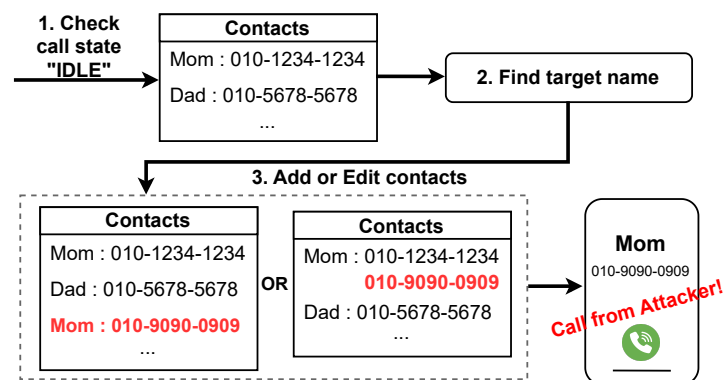 1. Check
call state
"IDLE"
Contacts
Mom : 010-1234-1234
Dad : 010-5678-5678
...
2. Find target name
3. Add or Edit contacts
Contacts
Mom : 010-1234-1234
Dad : 010-5678-5678
Mom : 010-9090-0909
...
OR
Contacts
Mom : 010-1234-1234
010-9090-0909
Dad : 010-5678-5678
...
Mom
010-9090-0909
Call from Attacker!